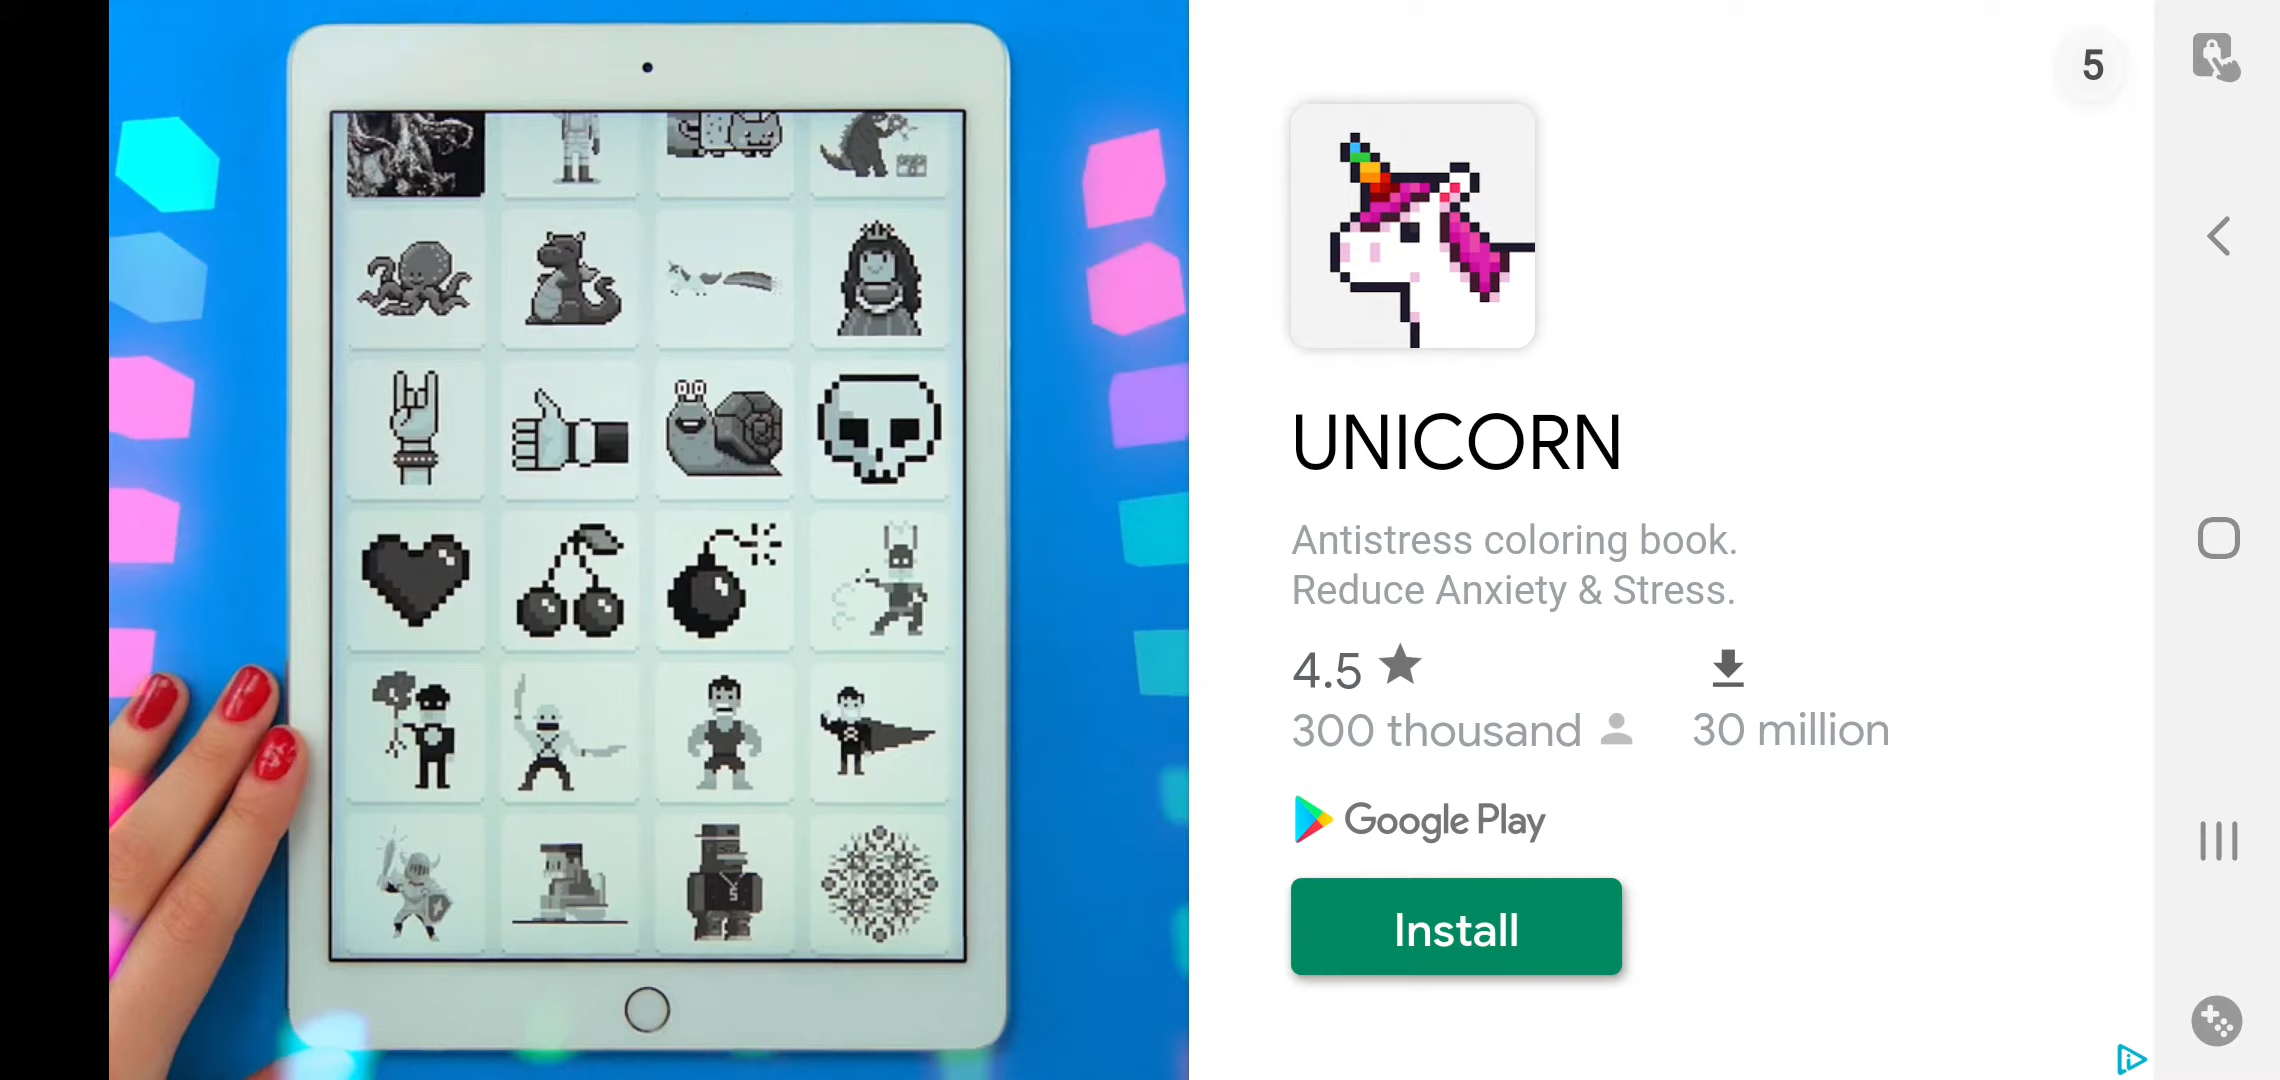 5
UNICORN
Antistress coloring book.
Reduce Anxiety & Stress.
4.5
300 thousand
30 million
Google Play
Install